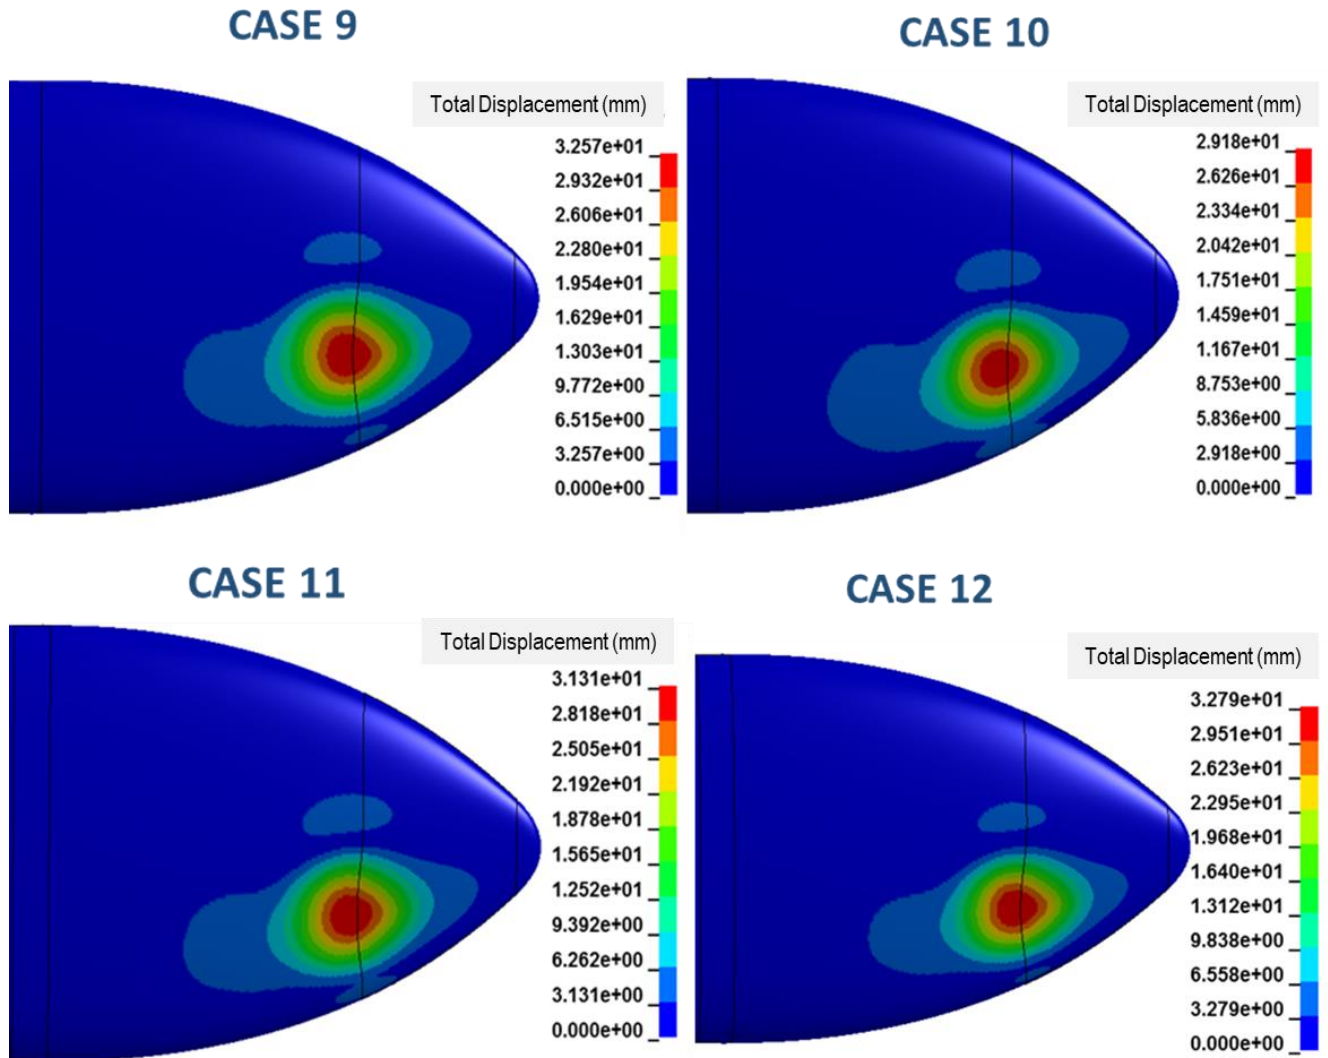 CASE 9
Total Displacement (mm)
3.257e+01
2.932e+01
2.606e+01
2.280e+01
1.954e+01
1.629e+01
1.303e+01
9.772e+00
6.515e+00
3.257e+00
0.000e+00
CASE 10
Total Displacement (mm)
2.918e+01
2.626e+01
2.334e+01
2.042e+01
1.751e+01
1.459e+01
1.167e+01
8.753e+00
5.836e+00
2.918e+00
0.000e+00
CASE 11
Total Displacement (mm)
3.131e+01
2.818e+01
2.505e+01
2.192e+01
1.878e+01
1.565e+01
1.252e+01
9.392e+00
6.262e+00
3.131e+00
0.000e+00
CASE 12
Total Displacement (mm)
3.279e+01
2.951e+01
2.623e+01
2.295e+01
1.968e+01
1.640e+01
1.312e+01
9.838e+00
6.558e+00
3.279e+00
0.000e+00